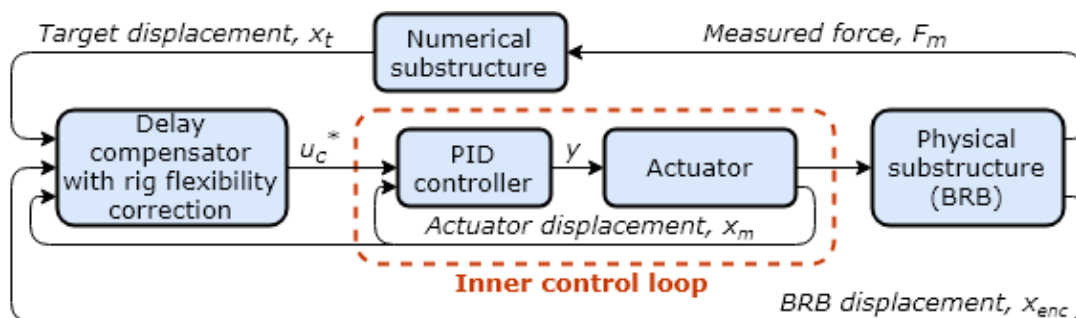 Target displacement, xt
Numerical
substructure
Measured force, Fm
Delay
compensator
with rig flexibility
correction
uc*
PID
controller
y
Actuator
Physical
substructure
(BRB)
Actuator displacement, xm
Inner control loop
BRB displacement, xenc